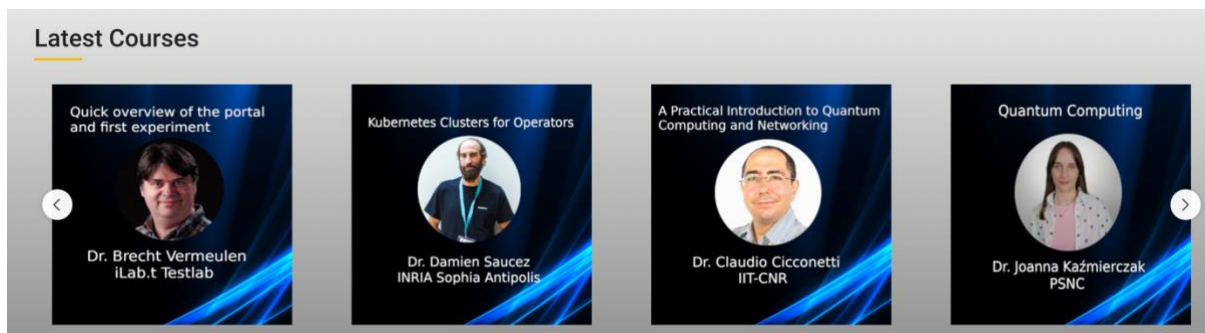 Latest Courses
Quick overview of the portal
and first experiment
Dr. Brecht Vermeulen
iLab.t Testlab
Kubernetes Clusters for Operators
Dr. Damien Saucez
INRIA Sophia Antipolis
A Practical Introduction to Quantum
Computing and Networking
Dr. Claudio Cicconetti
IIT-CNR
Quantum Computing
Dr. Joanna Kaźmierczak
PSNC